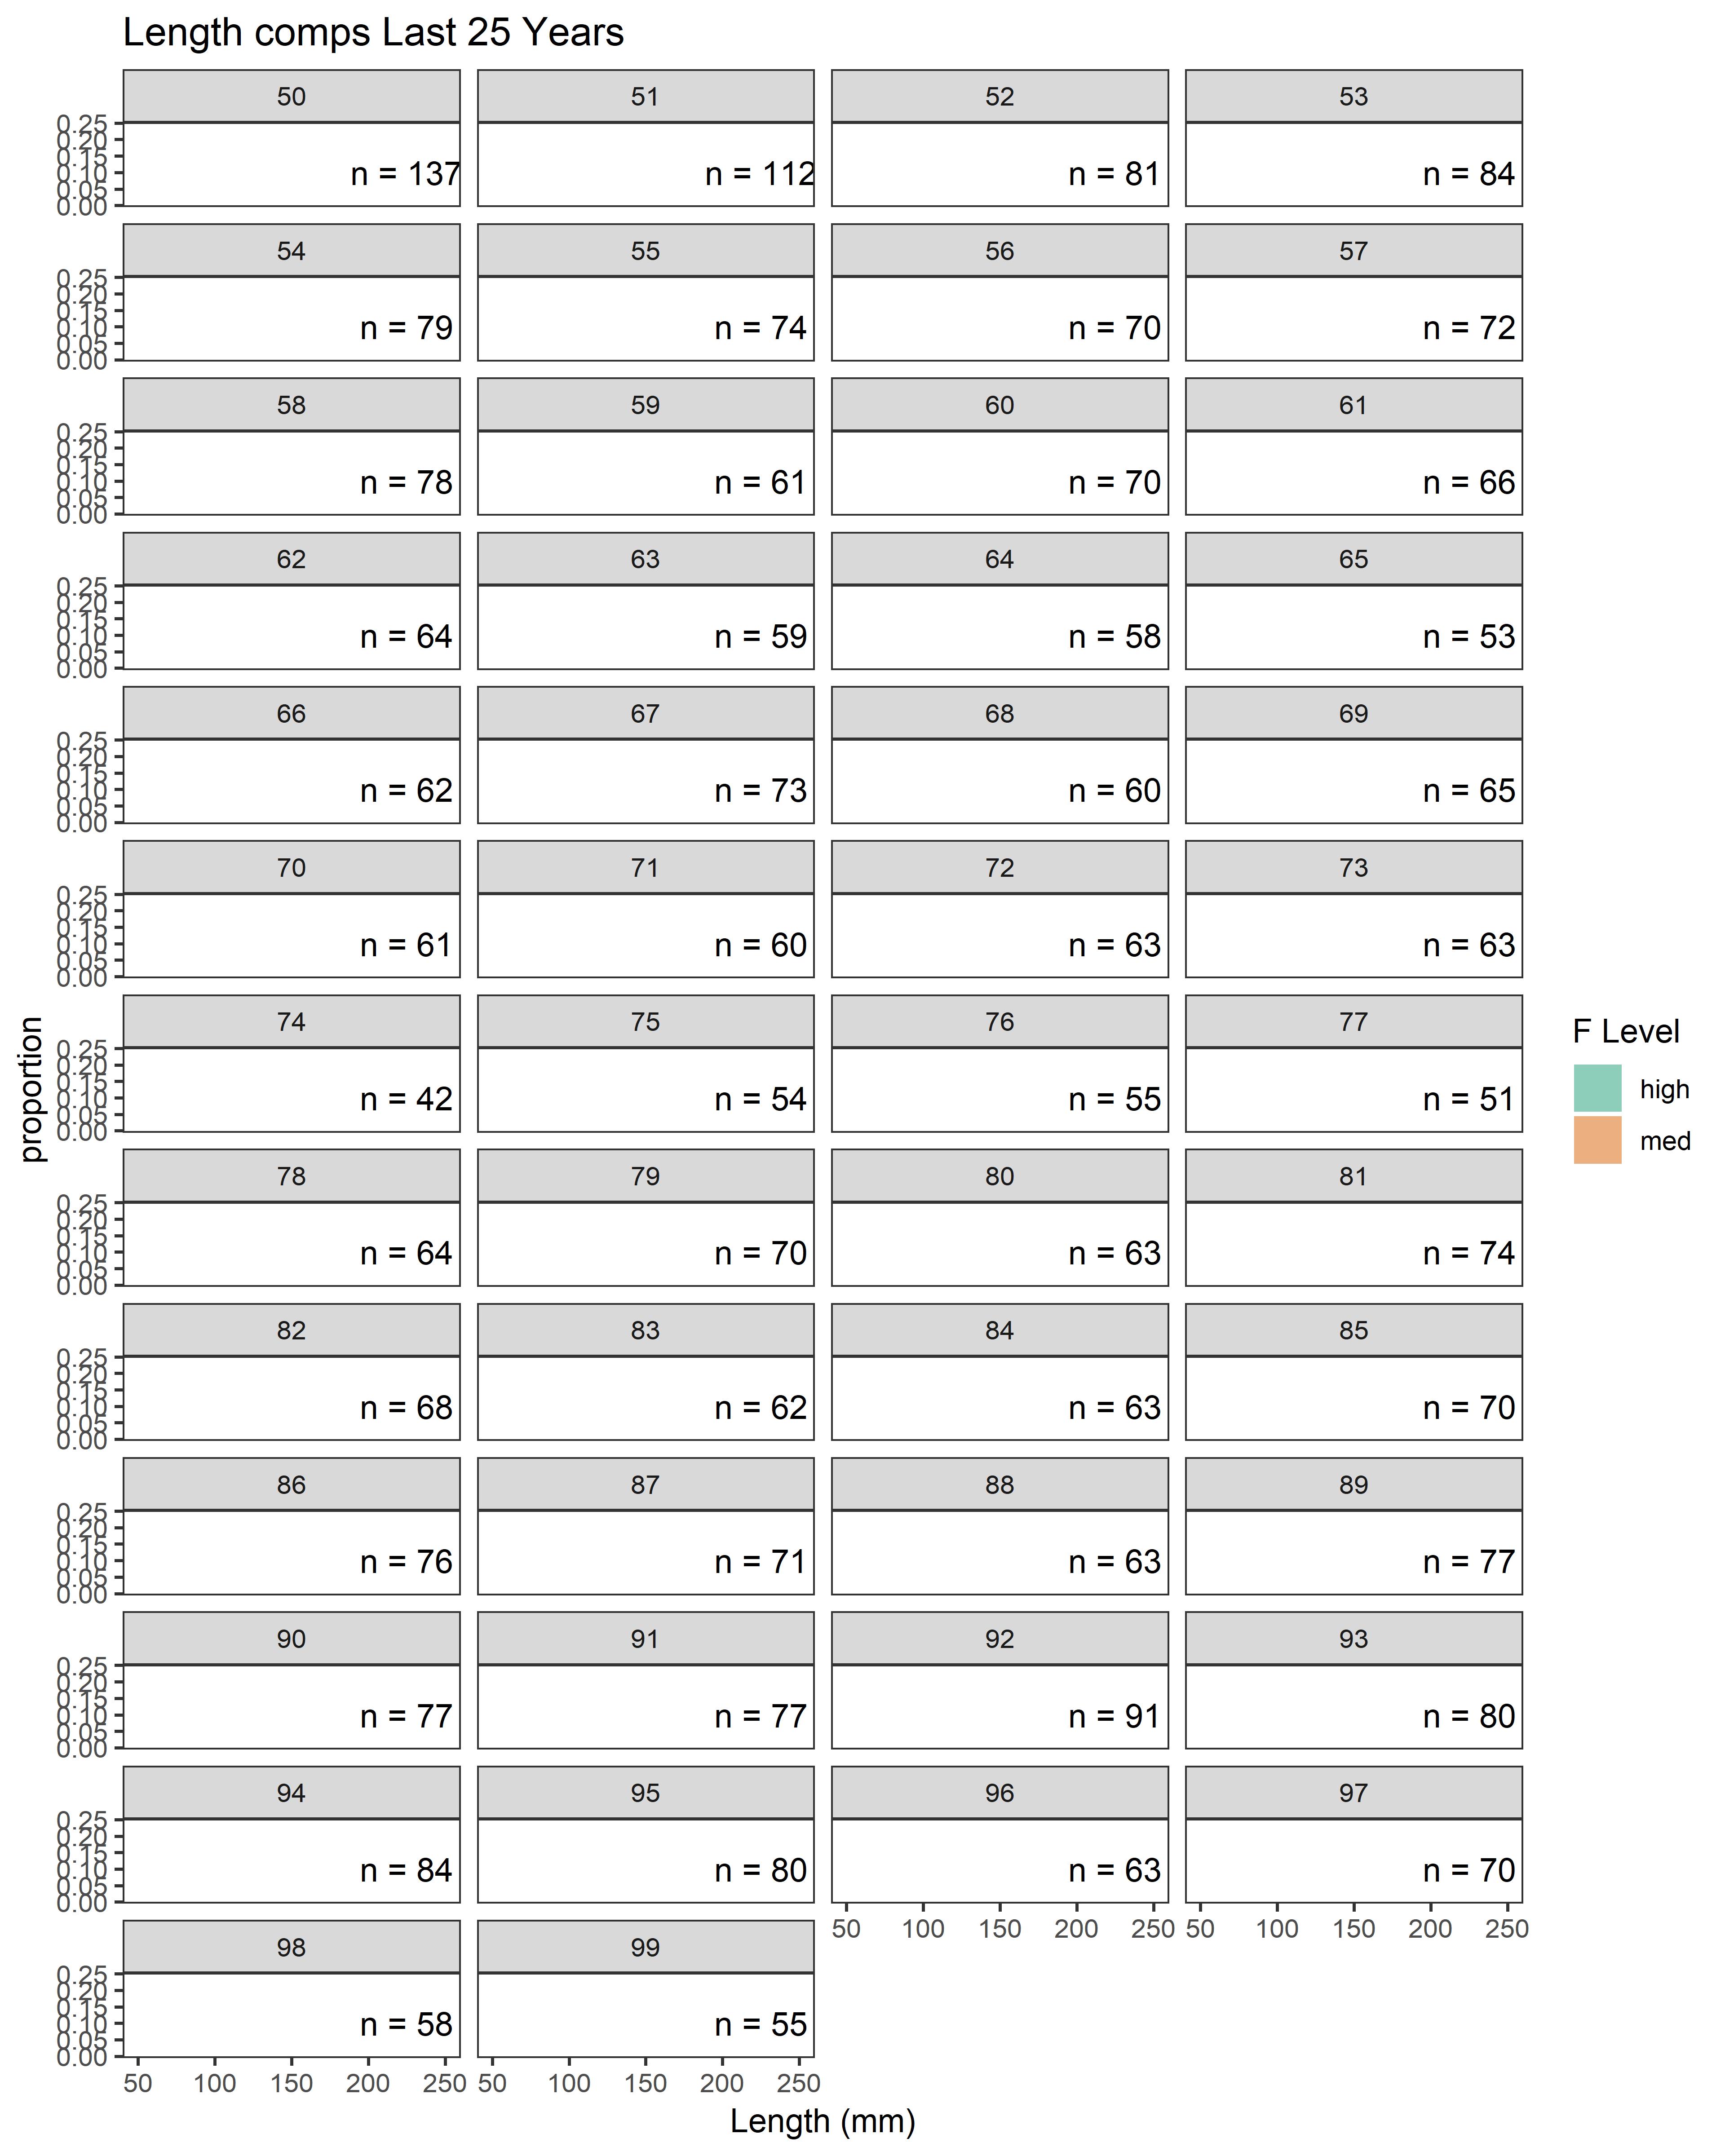 Length comps Last 25 Years
50 51 52 53
0.25
0.20
0.15
0.10
0.05
0.00
n = 137 n = 112 n = 81 n = 84
54 55 56 57
0.25
0.20
0.15
0.10
0.05
0.00
n = 79 n = 74 n = 70 n = 72
58 59 60 61
0.25
0.20
0.15
0.10
0.05
0.00
n = 78 n = 61 n = 70 n = 66
62 63 64 65
0.25
0.20
0.15
0.10
0.05
0.00
n = 64 n = 59 n = 58 n = 53
66 67 68 69
0.25
0.20
0.15
0.10
0.05
0.00
n = 62 n = 73 n = 60 n = 65
70 71 72 73
0.25
0.20
0.15
0.10
0.05
0.00
n = 61 n = 60 n = 63 n = 63
74 75 76 77
0.25
0.20
0.15
0.10
0.05
0.00
n = 42 n = 54 n = 55 n = 51
78 79 80 81
0.25
0.20
0.15
0.10
0.05
0.00
n = 64 n = 70 n = 63 n = 74
82 83 84 85
0.25
0.20
0.15
0.10
0.05
0.00
n = 68 n = 62 n = 63 n = 70
86 87 88 89
0.25
0.20
0.15
0.10
0.05
0.00
n = 76 n = 71 n = 63 n = 77
90 91 92 93
0.25
0.20
0.15
0.10
0.05
0.00
n = 77 n = 77 n = 91 n = 80
94 95 96 97
0.25
0.20
0.15
0.10
0.05
0.00
n = 84 n = 80 n = 63 n = 70
50 100 150 200 250 50 100 150 200 250
98 99
0.25
0.20
0.15
0.10
0.05
0.00
n = 58 n = 55
50 100 150 200 250 50 100 150 200 250
Length (mm)
proportion
F Level
high
med